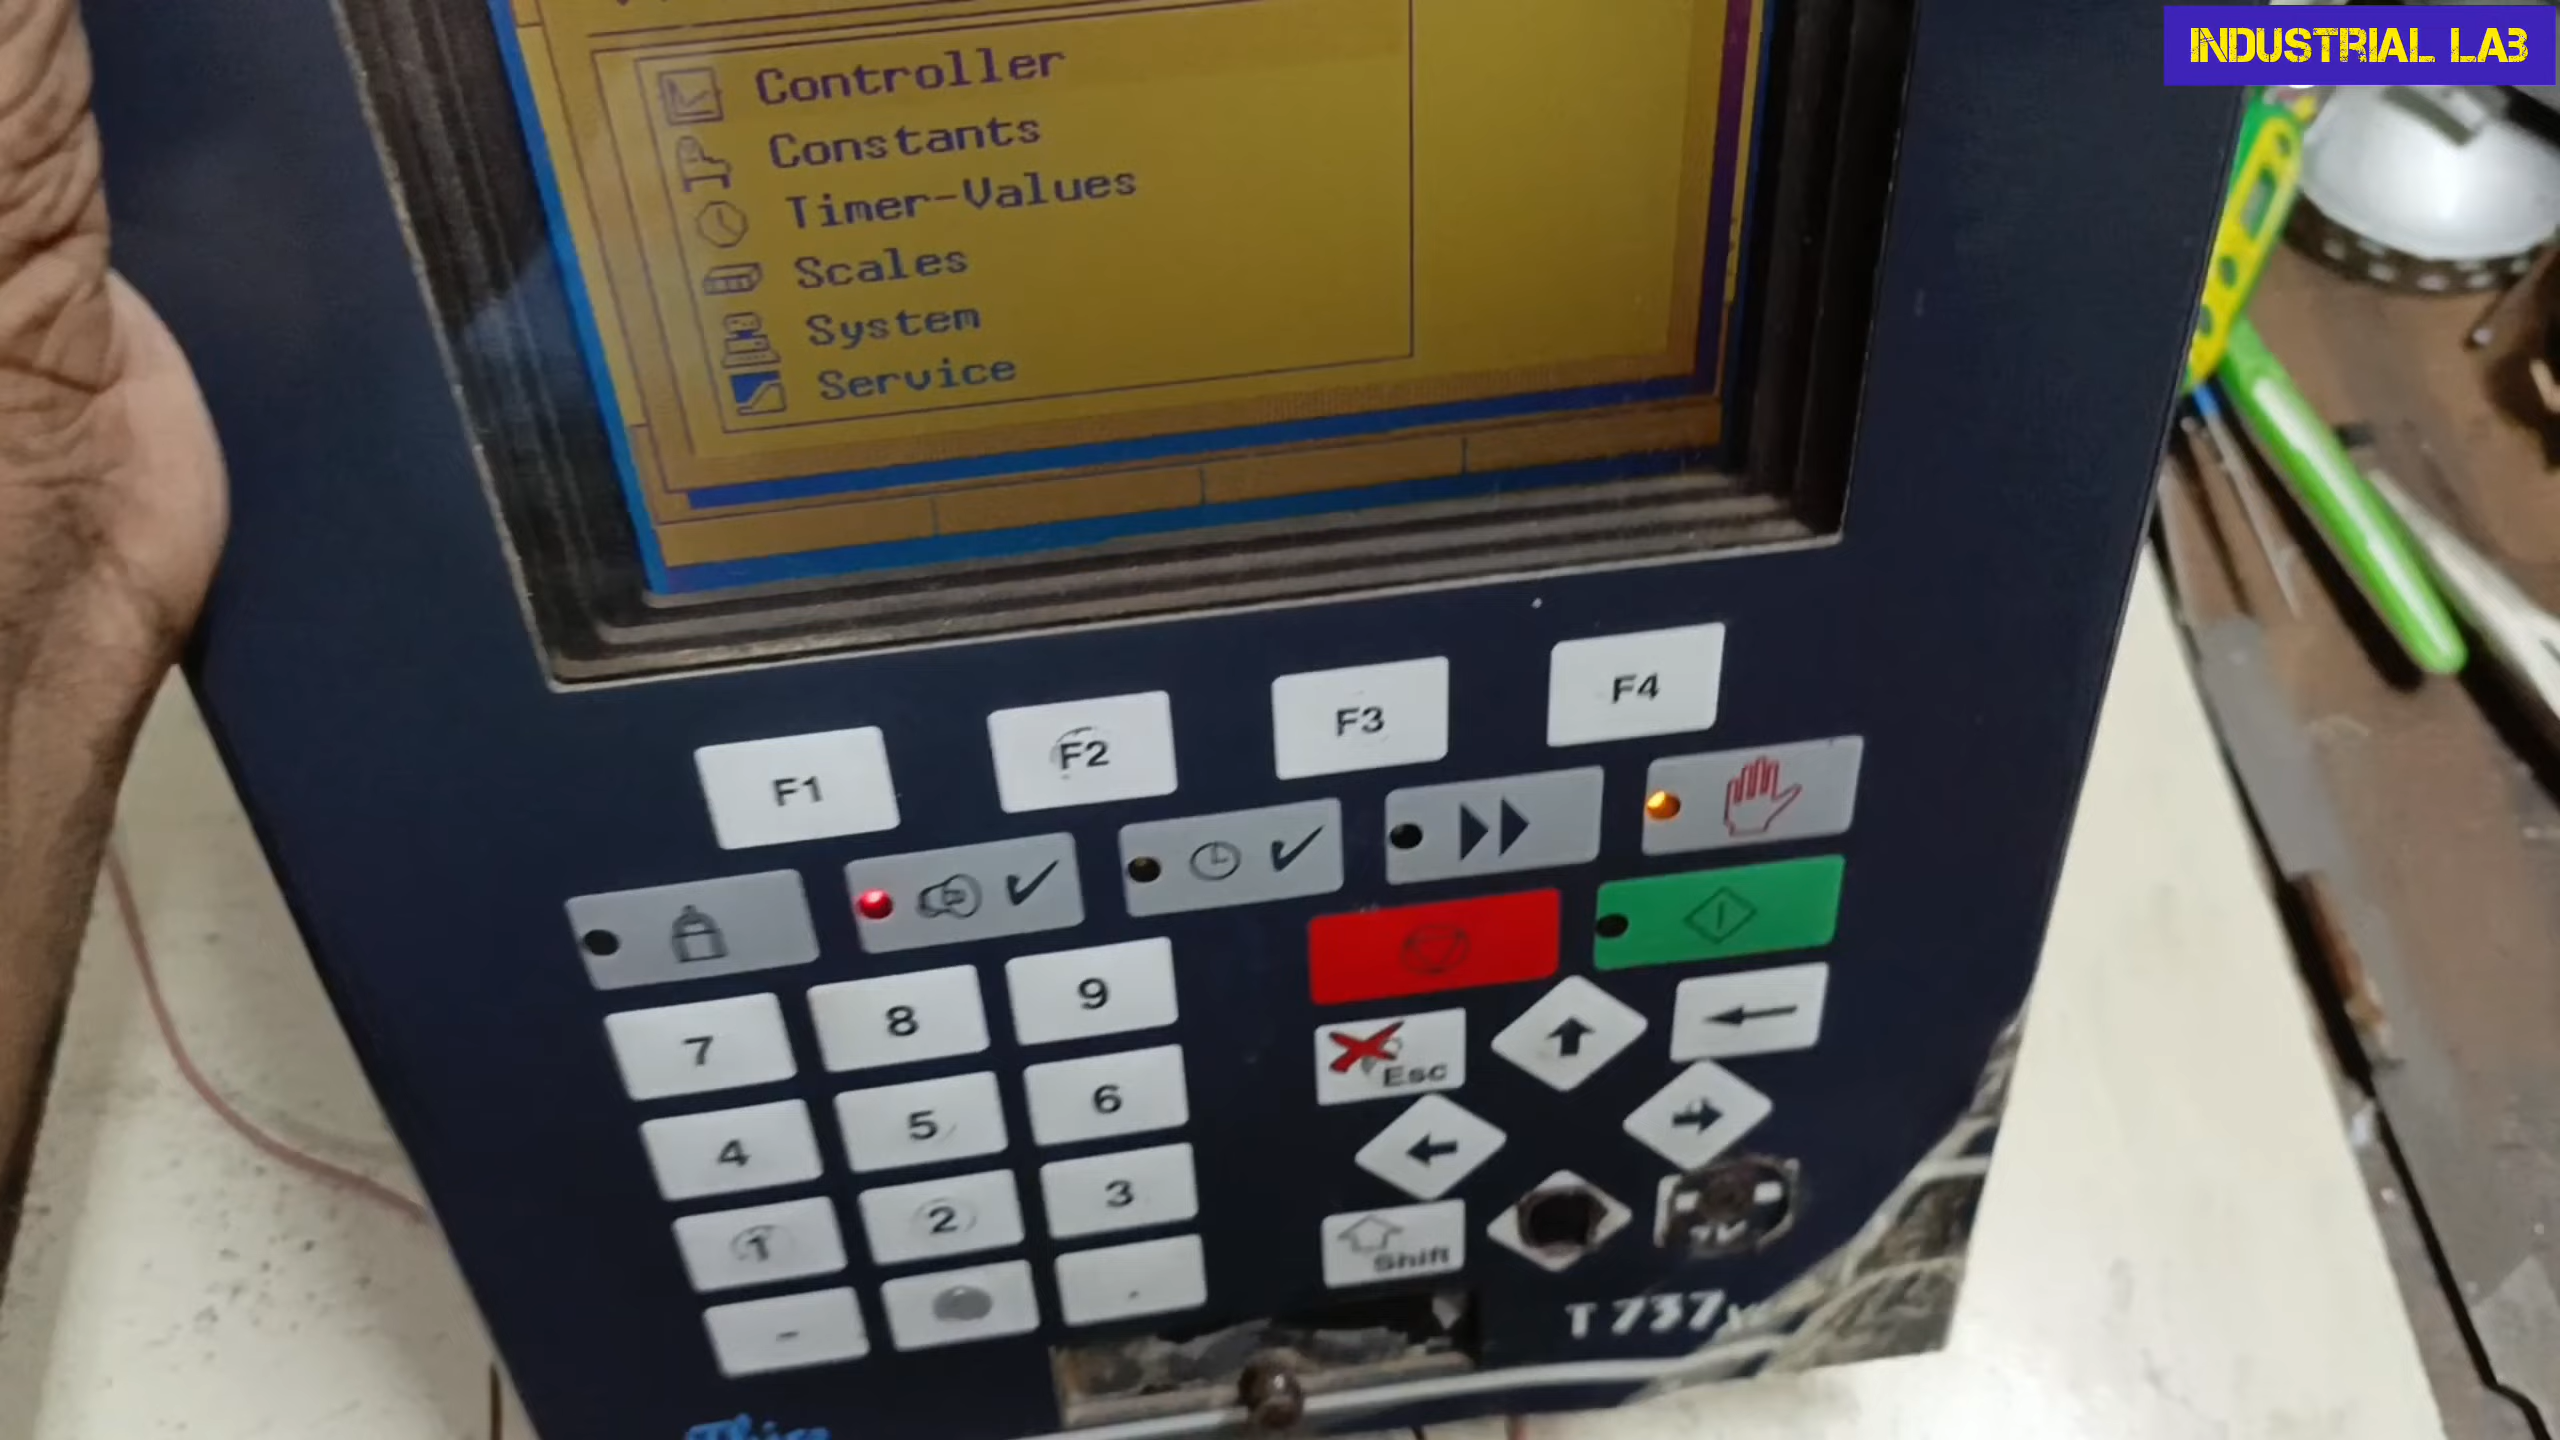 INDUSTRIAL LAB
Controller
Constants
Timer-Values
Scales
System
Service
F1
F2
F3
F4
7
8
9
4
5
6
Esc
1
2
3
Shift
-
.
T 737